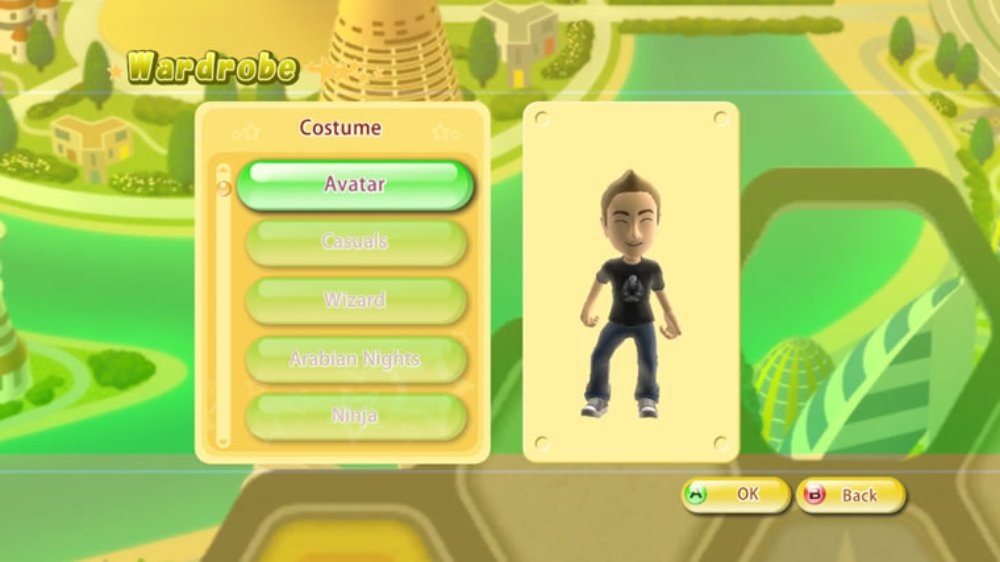 Wardrobe
Costume
Avatar
Casuals
Wizard
Arabian Nights
Ninja
A OK
B Back